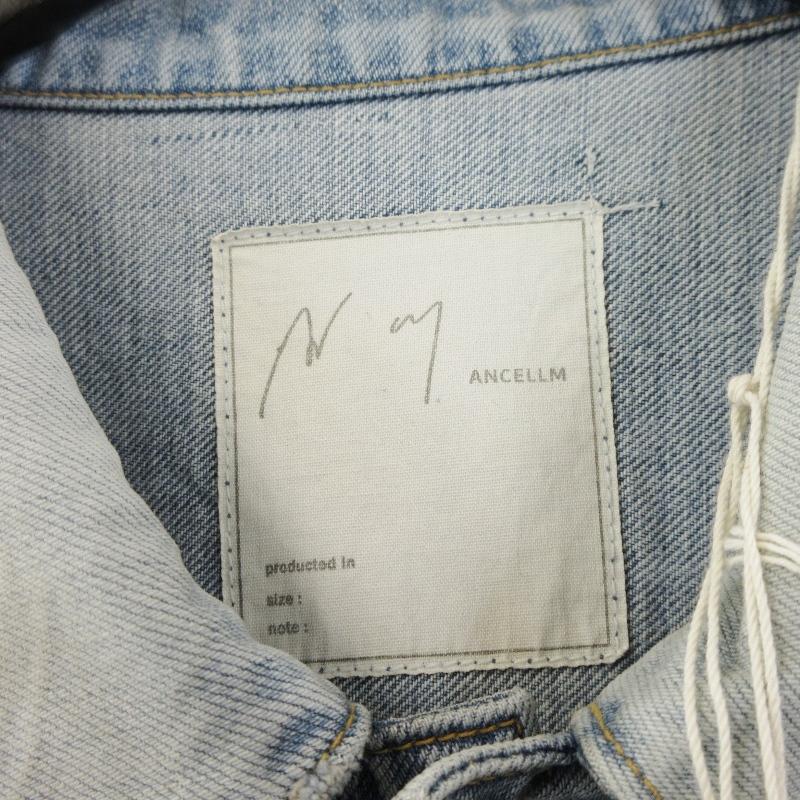 ANCELLM
producted in
size :
note :